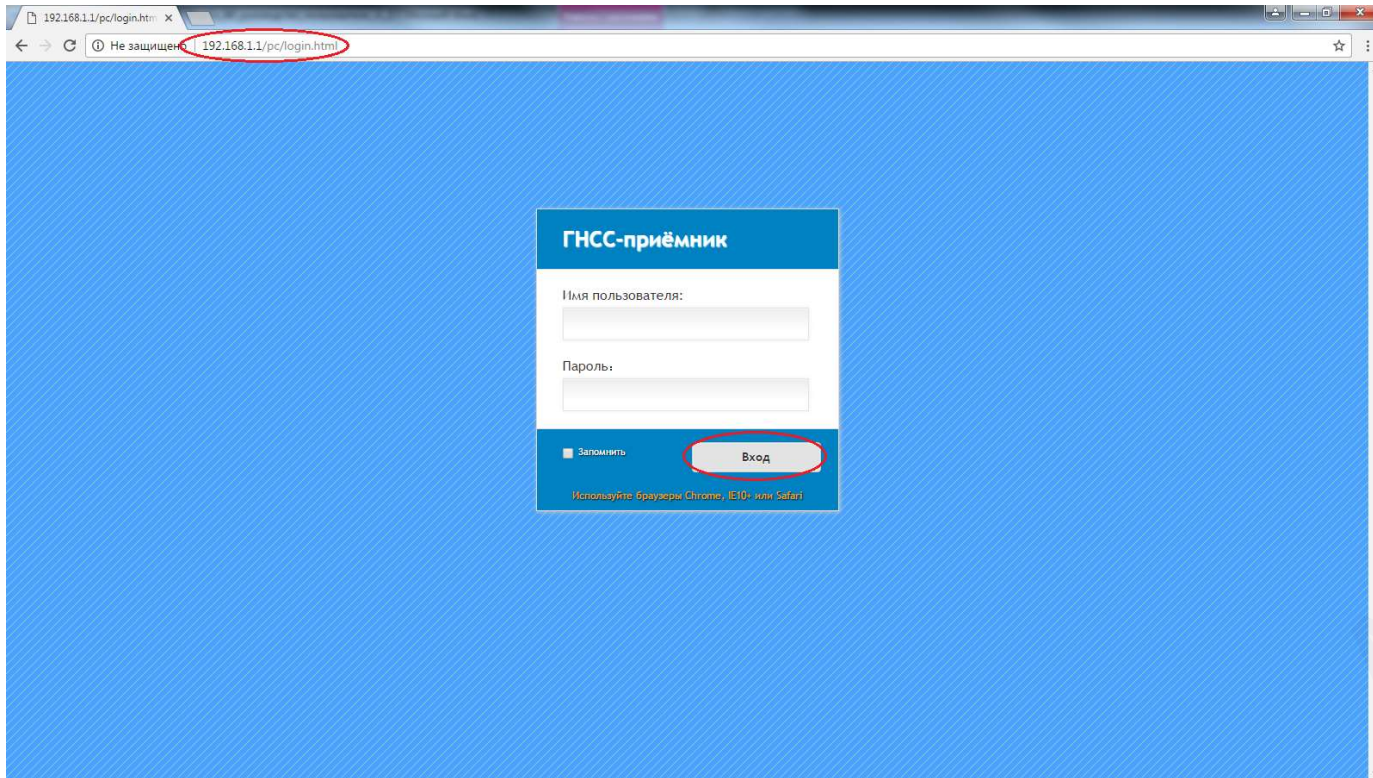 192.168.1.1/pc/login.htm
Не защищено
192.168.1.1/pc/login.html
ГНСС-приёмник
Имя пользователя:
Пароль:
Запомнить
Вход
Используйте браузеры Chrome, IE10+ или Safari